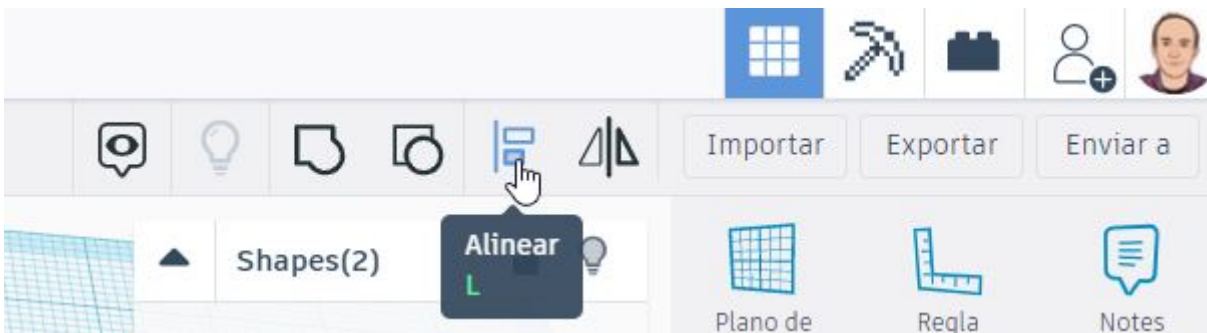 Importar Exportar Enviar a
Shapes(2)
Alinear
L
Plano de Regla Notes